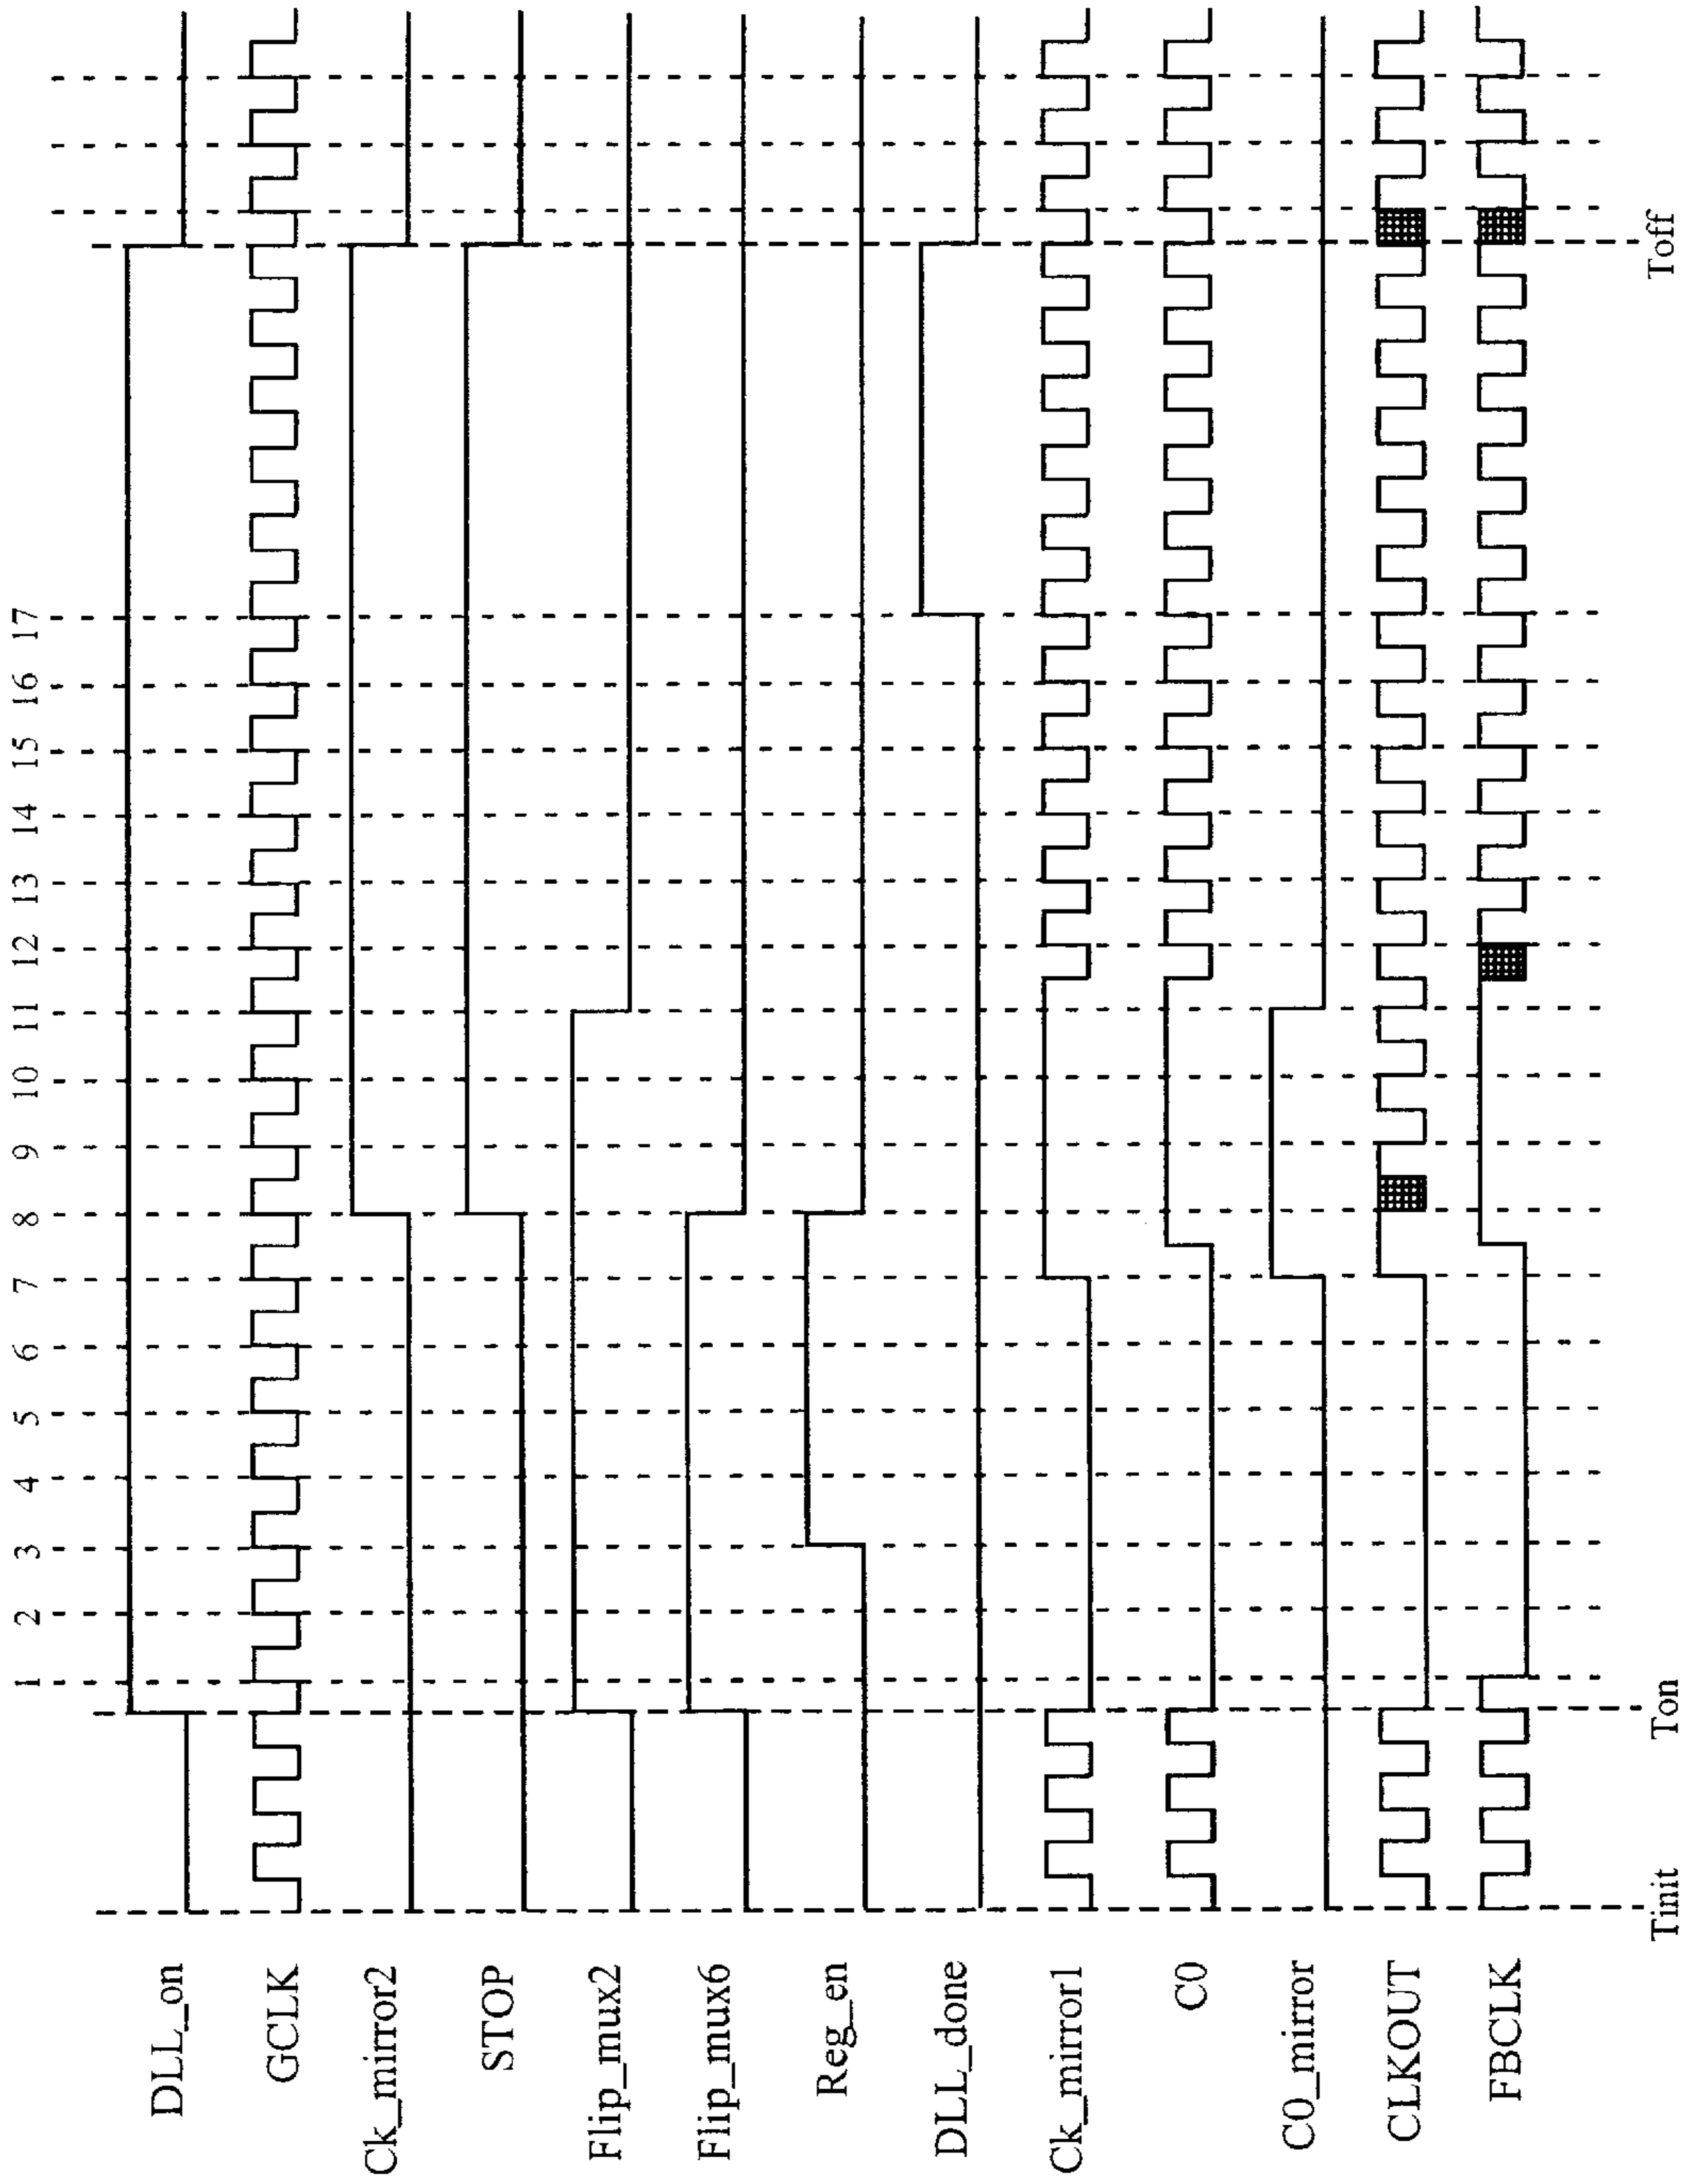 1 2 3 4 5 6 7 8 9 10 11 12 13 14 15 16 17
DLL_on
GCLK
Ck_mirror2
STOP
Flip_mux2
Flip_mux6
Reg_en
DLL_done
Ck_mirror1
C0
C0_mirror
CLKOUT
FBCLK
Tinit Ton Toff